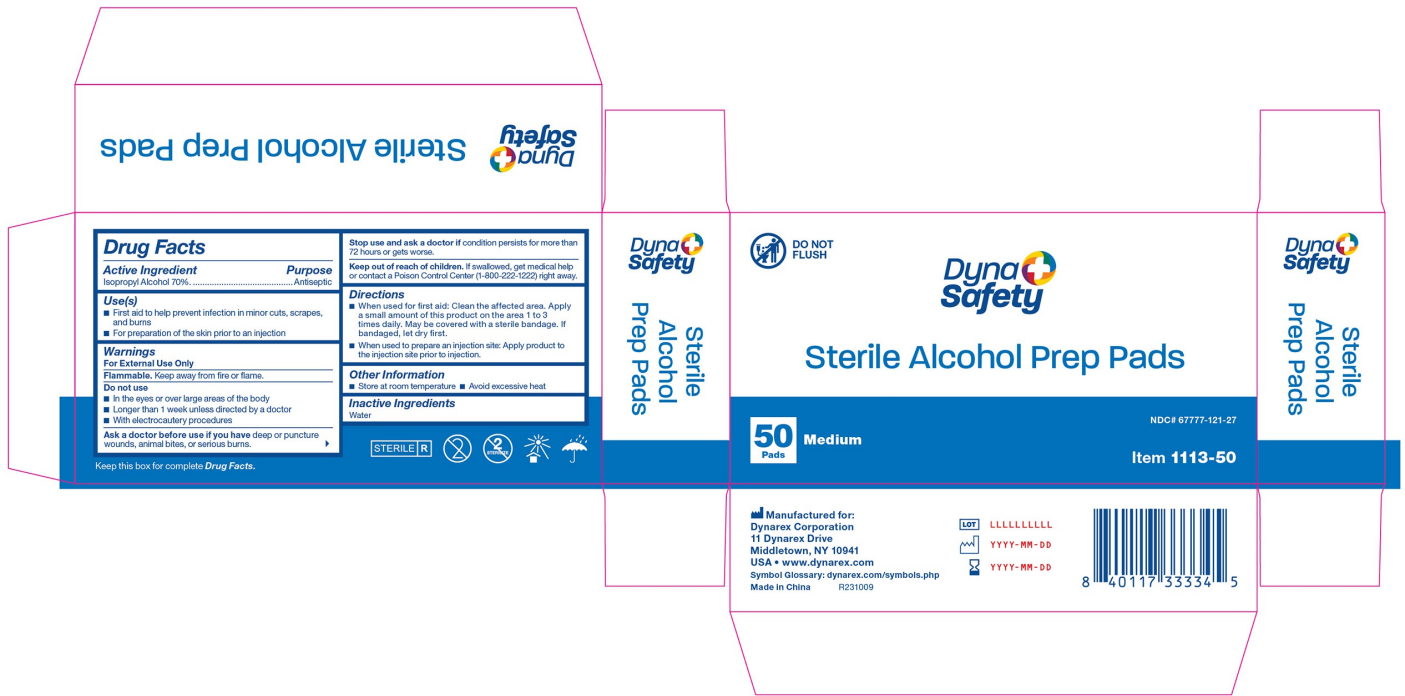 Dyna
Safety
Sterile Alcohol Prep Pads
Drug Facts
Active Ingredient Purpose
Isopropyl Alcohol 70%. ........................................ Antiseptic
Use(s)
■ First aid to help prevent infection in minor cuts, scrapes,
and burns
■ For preparation of the skin prior to an injection
Warnings
For External Use Only
Flammable. Keep away from fire or flame.
Do not use
■ In the eyes or over large areas of the body
■ Longer than 1 week unless directed by a doctor
■ With electrocautery procedures
Ask a doctor before use if you have deep or puncture
wounds, animal bites, or serious burns.
Keep this box for complete Drug Facts.
Stop use and ask a doctor if condition persists for more than
72 hours or gets worse.
Keep out of reach of children. If swallowed, get medical help
or contact a Poison Control Center (1-800-222-1222) right away.
Directions
■ When used for first aid: Clean the affected area. Apply
a small amount of this product on the area 1 to 3
times daily. May be covered with a sterile bandage. If
bandaged, let dry first.
■ When used to prepare an injection site: Apply product to
the injection site prior to injection.
Other Information
■ Store at room temperature ■ Avoid excessive heat
Inactive Ingredients
Water
STERILE R
2
2
STERILIZE
Dyna
Safety
Sterile
Alcohol
Prep Pads
DO NOT
FLUSH
Dyna
Safety
Sterile Alcohol Prep Pads
50
Pads
Medium
NDC# 67777-121-27
Item 1113-50
Manufactured for:
Dynarex Corporation
11 Dynarex Drive
Middletown, NY 10941
USA • www.dynarex.com
Symbol Glossary: dynarex.com/symbols.php
Made in China R231009
LOT LLLLLLLLLL
YYYY-MM-DD
YYYY-MM-DD
8 40117 33334 5
Dyna
Safety
Sterile
Alcohol
Prep Pads